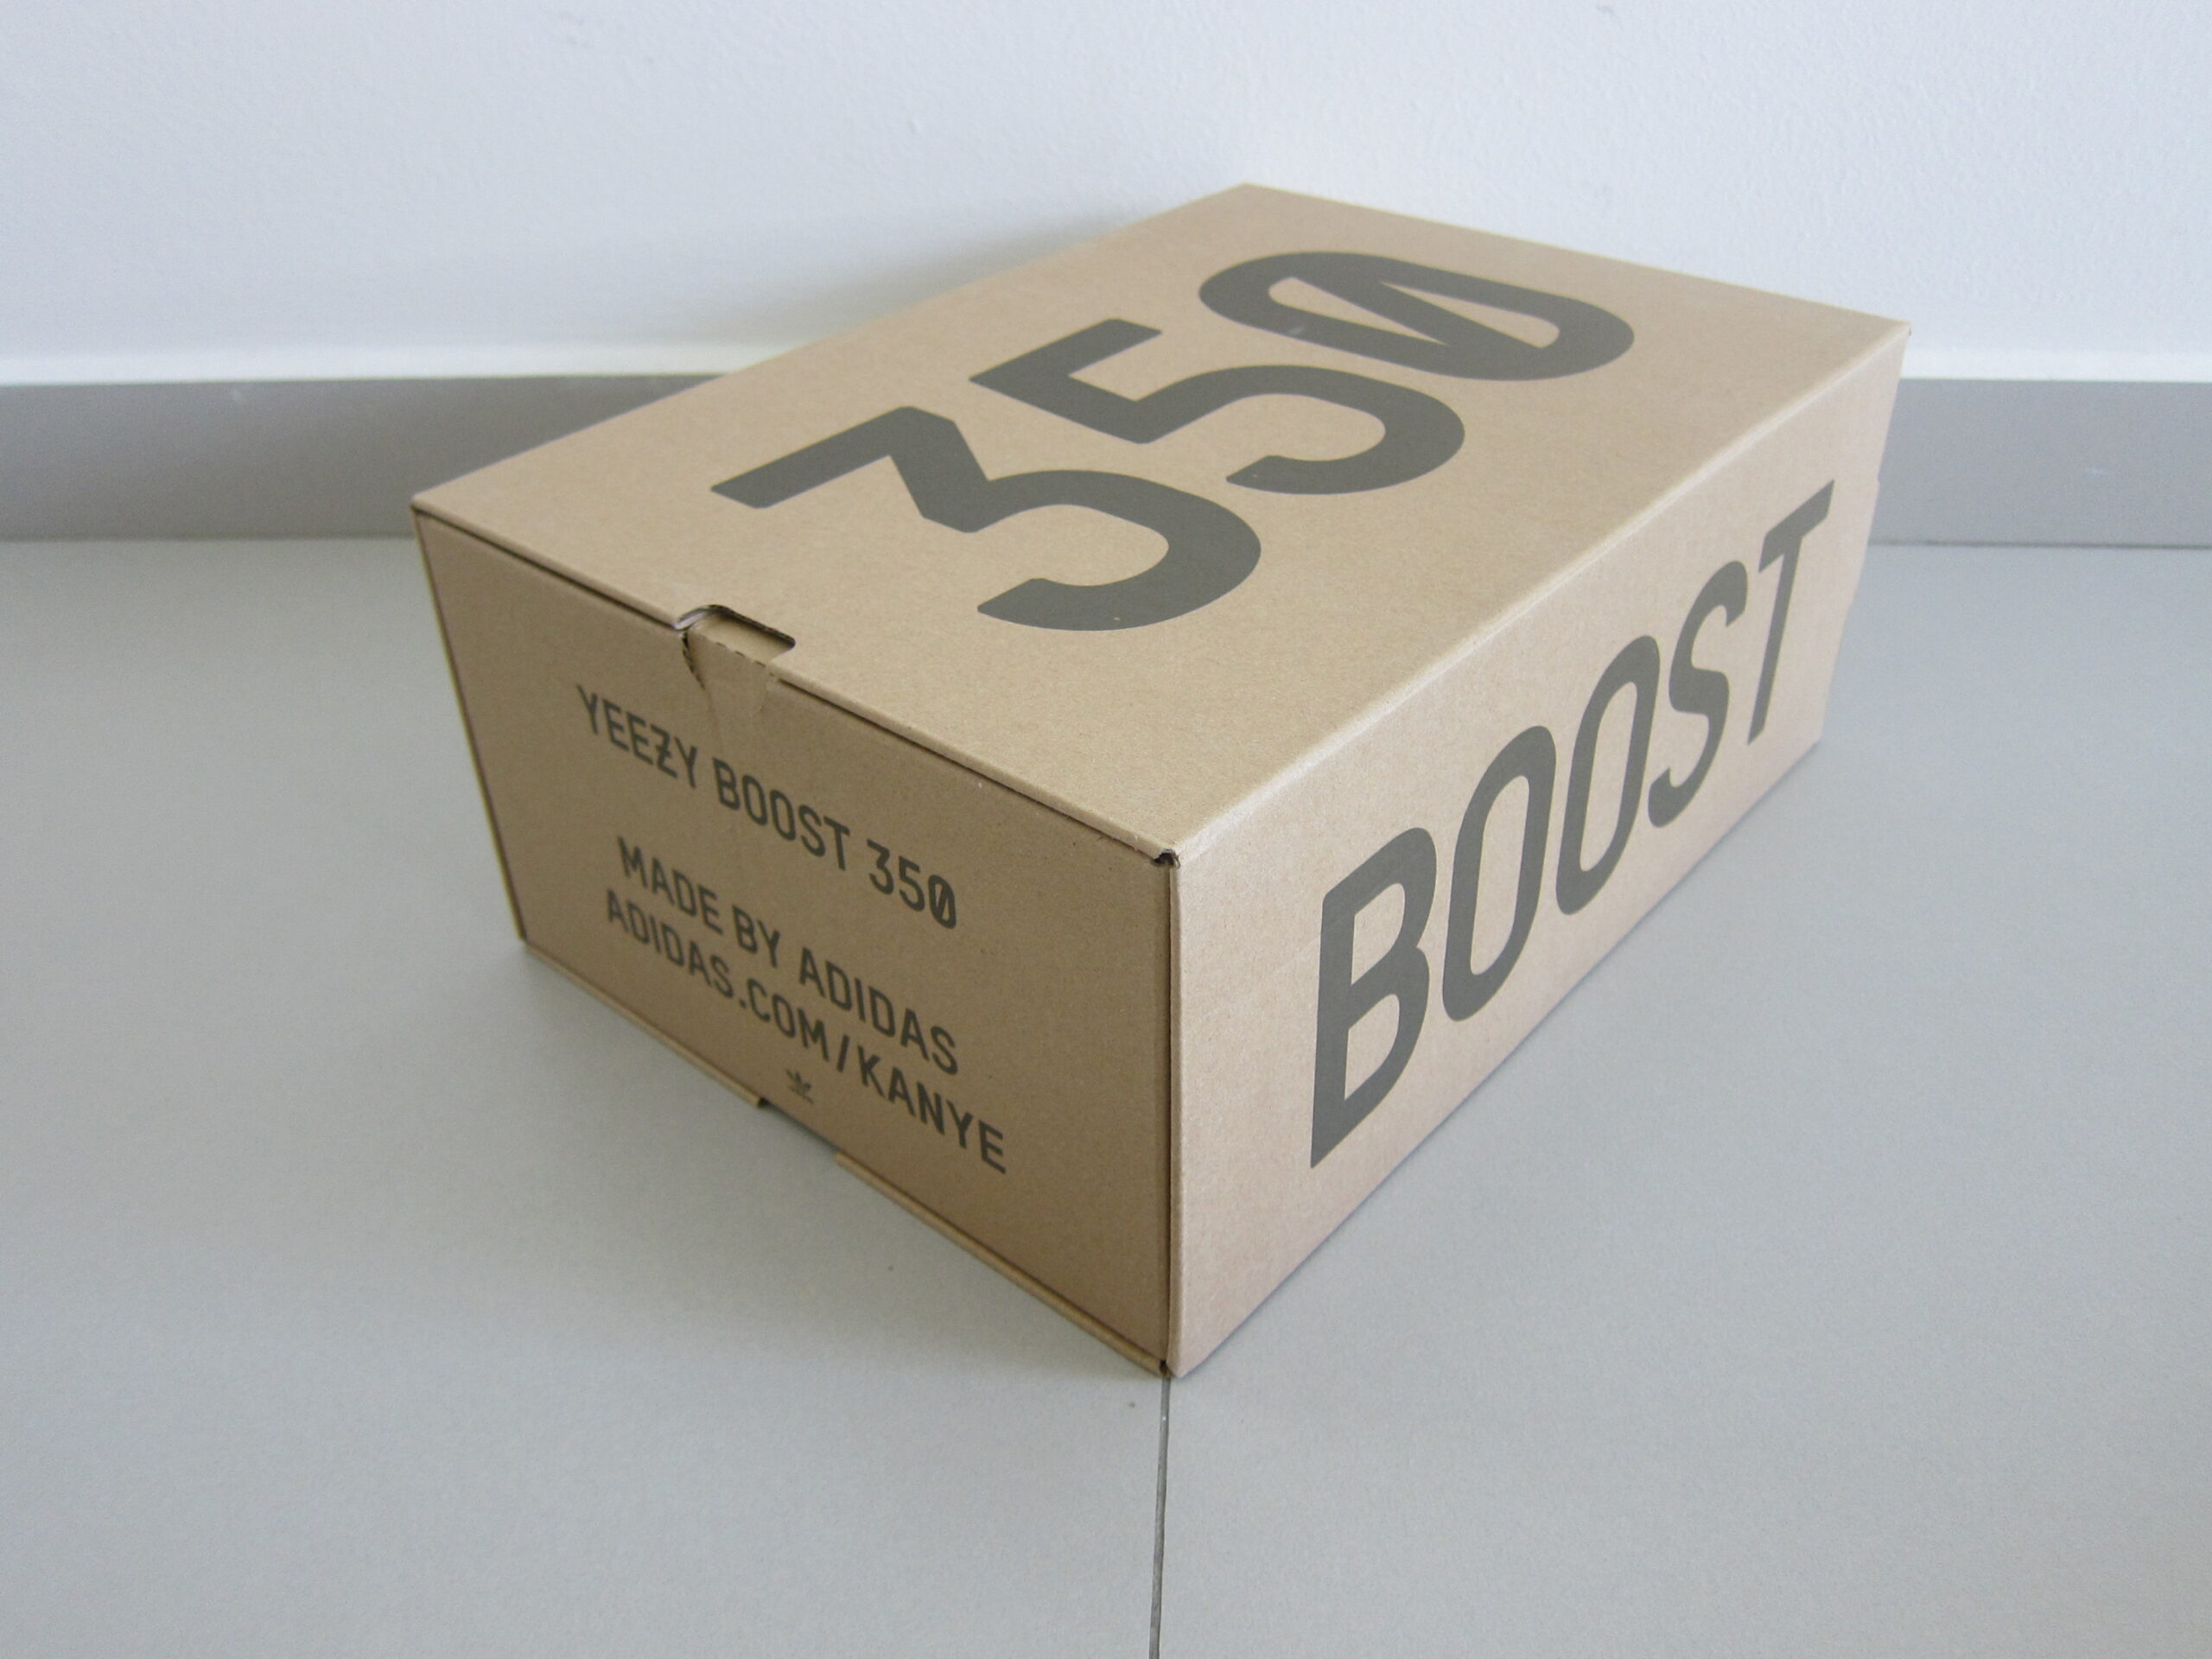 350
BOOST
YEEZY BOOST 350
MADE BY ADIDAS
ADIDAS.COM/KANYE